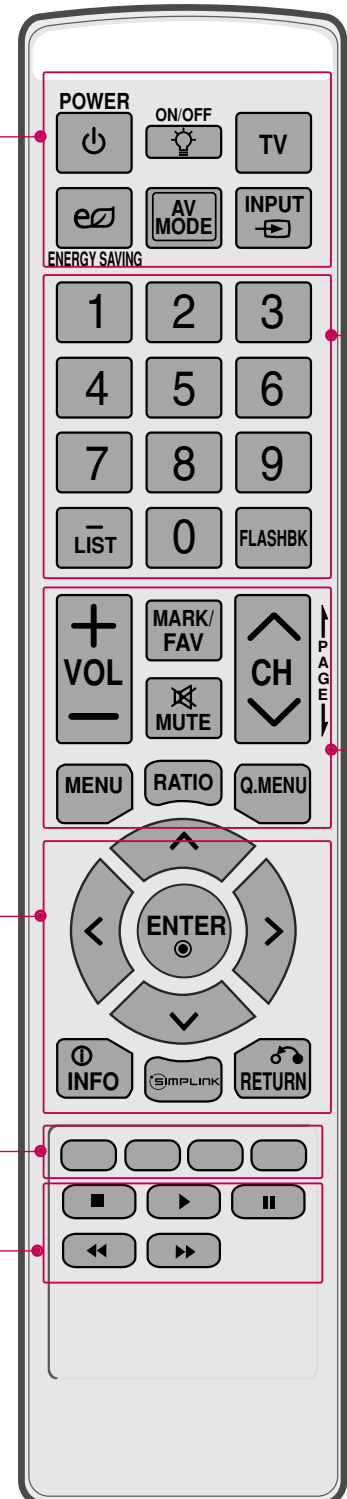 POWER
ON/OFF
TV
ENERGY SAVING
AV
MODE
INPUT
1 2 3
4 5 6
7 8 9
LIST
0
FLASHBK
VOL
MARK/
FAV
MUTE
CH
PAGE
MENU
RATIO
Q.MENU
ENTER
INFO
SIMPLINK
RETURN